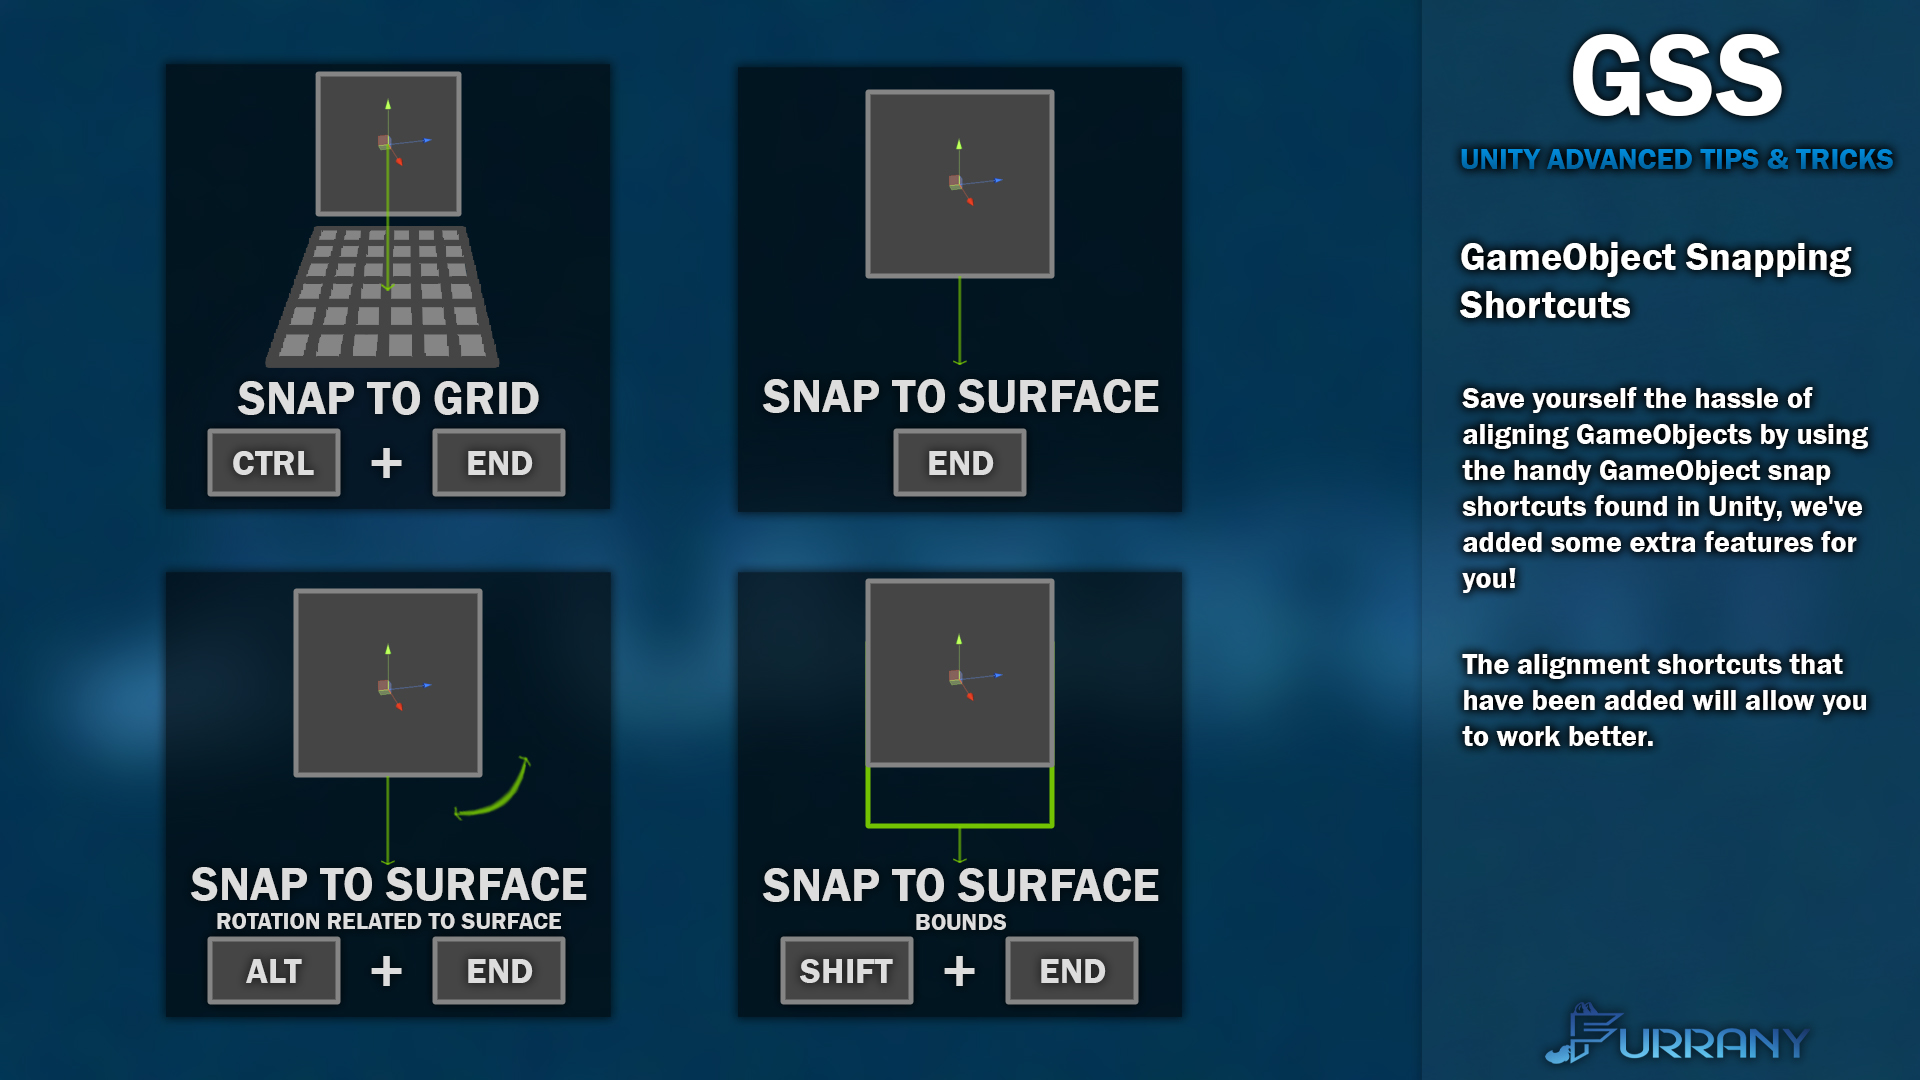 SNAP TO GRID
CTRL + END
SNAP TO SURFACE
END
SNAP TO SURFACE
ROTATION RELATED TO SURFACE
ALT + END
SNAP TO SURFACE
BOUNDS
SHIFT + END
GSS
UNITY ADVANCED TIPS & TRICKS
GameObject Snapping
Shortcuts
Save yourself the hassle of
aligning GameObjects by using
the handy GameObject snap
shortcuts found in Unity, we've
added some extra features for
you!
The alignment shortcuts that
have been added will allow you
to work better.
FURRANY